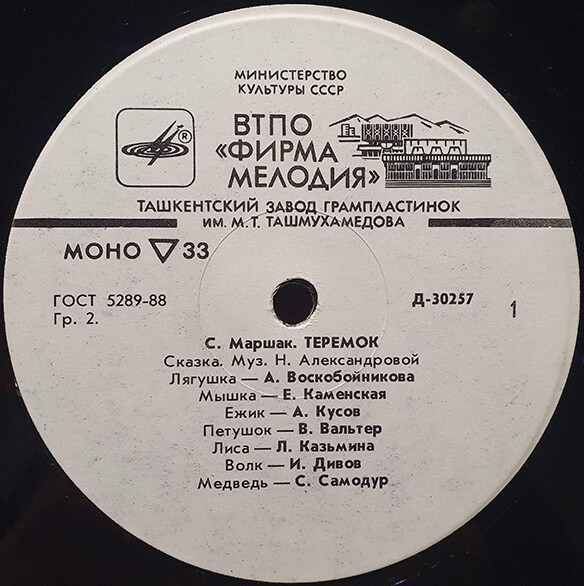 МИНИСТЕРСТВО
КУЛЬТУРЫ СССР
®
ВТПО
«ФИРМА
МЕЛОДИЯ»
ТАШКЕНТСКИЙ ЗАВОД ГРАМПЛАСТИНОК
ИМ. М.Т. ТАШМУХАМЕДОВА
МОНО ▽ 33
ГОСТ 5289-88
Гр. 2.
Д-30257
1
С. Маршак. ТЕРЕМОК
Сказка. Муз. Н. Александровой
Лягушка — А. Воскобойникова
Мышка — Е. Каменская
Ежик — А. Кусов
Петушок — В. Вальтер
Лиса — Л. Казьмина
Волк — И. Дивов
Медведь — С. Самодур